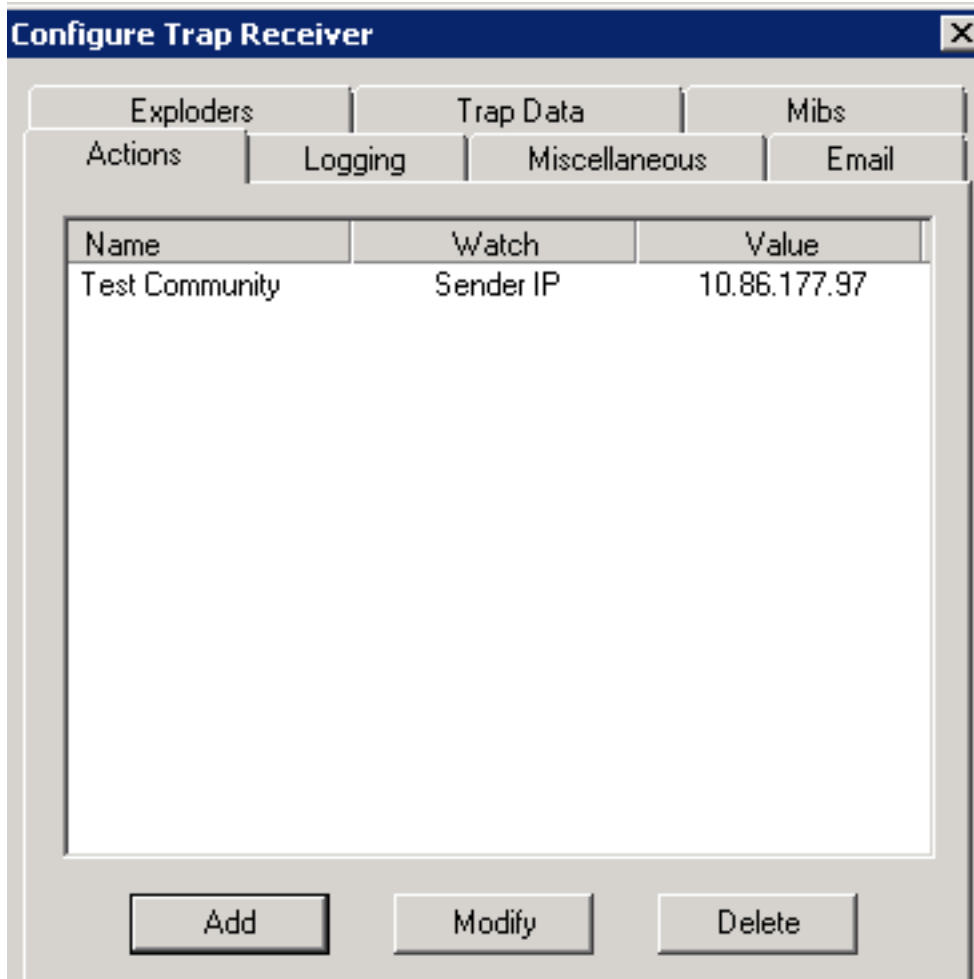 Configure Trap Receiver
Exploders Trap Data Mibs
Actions Logging Miscellaneous Email
Name Watch Value
Test Community Sender IP 10.86.177.97
Add Modify Delete